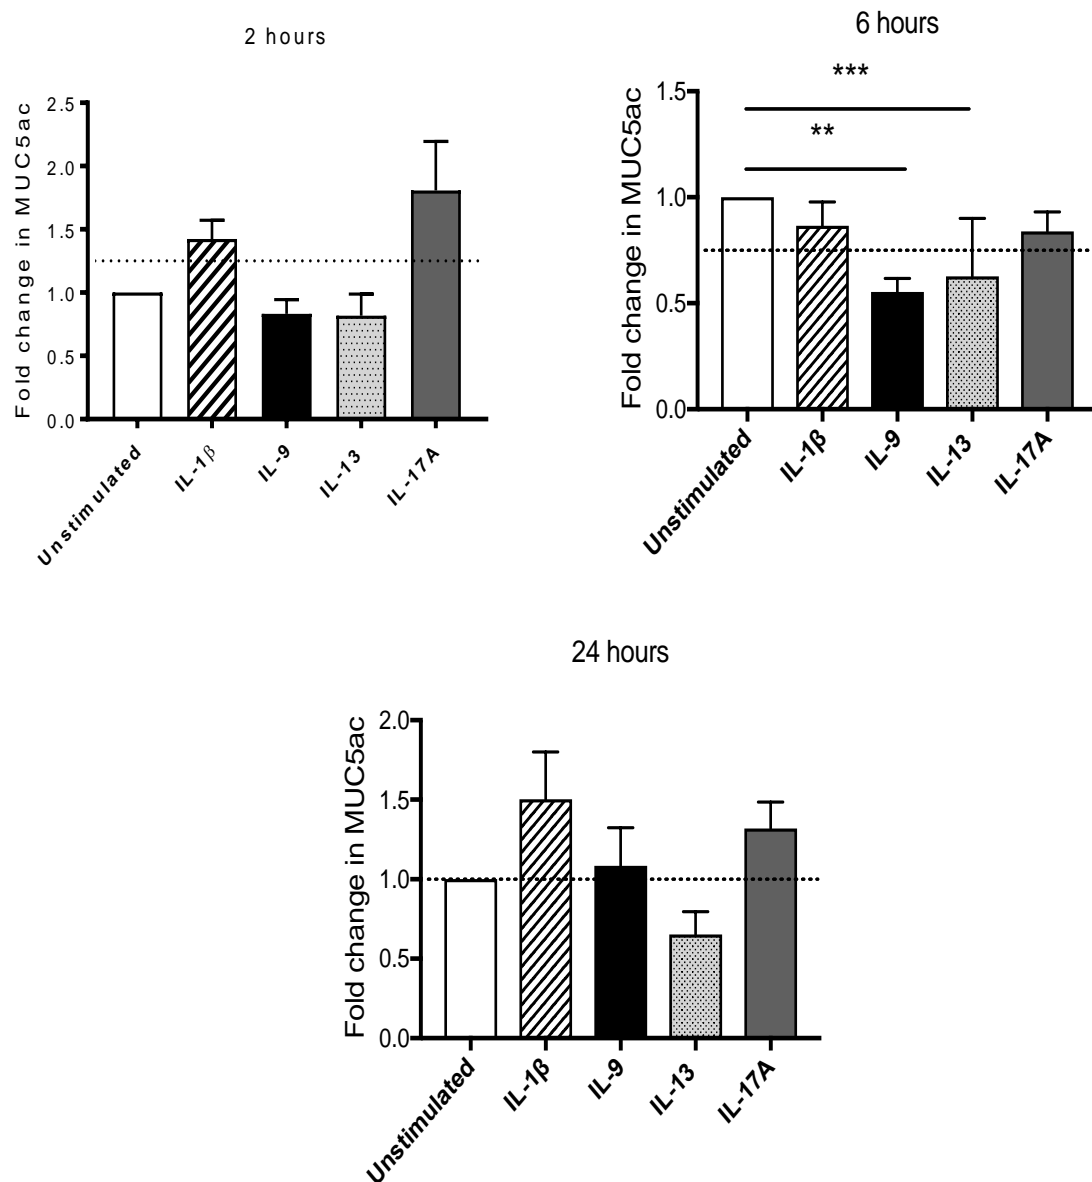 2 hours
Fold change in MUC5ac
2.5
2.0
1.5
1.0
0.5
0.0
Unstimulated
IL-1β
IL-9
IL-13
IL-17A
6 hours
Fold change in MUC5ac
1.5
1.0
0.5
0.0
***
**
Unstimulated
IL-1β
IL-9
IL-13
IL-17A
24 hours
Fold change in MUC5ac
2.0
1.5
1.0
0.5
0.0
Unstimulated
IL-1β
IL-9
IL-13
IL-17A